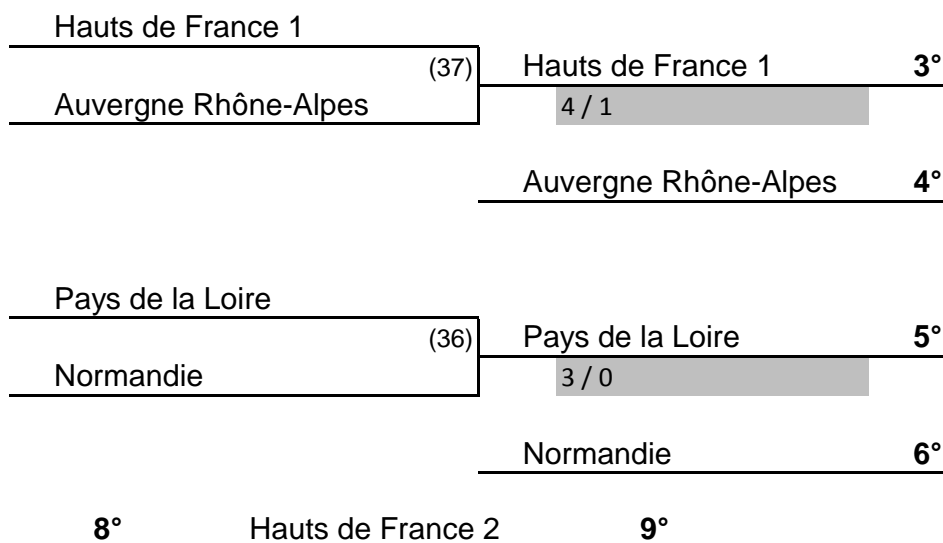 Hauts de France 1
(37) Hauts de France 1 3°
Auvergne Rhône-Alpes 4 / 1
Auvergne Rhône-Alpes 4°
Pays de la Loire
(36) Pays de la Loire 5°
Normandie 3 / 0
Normandie 6°
8° Hauts de France 2 9°